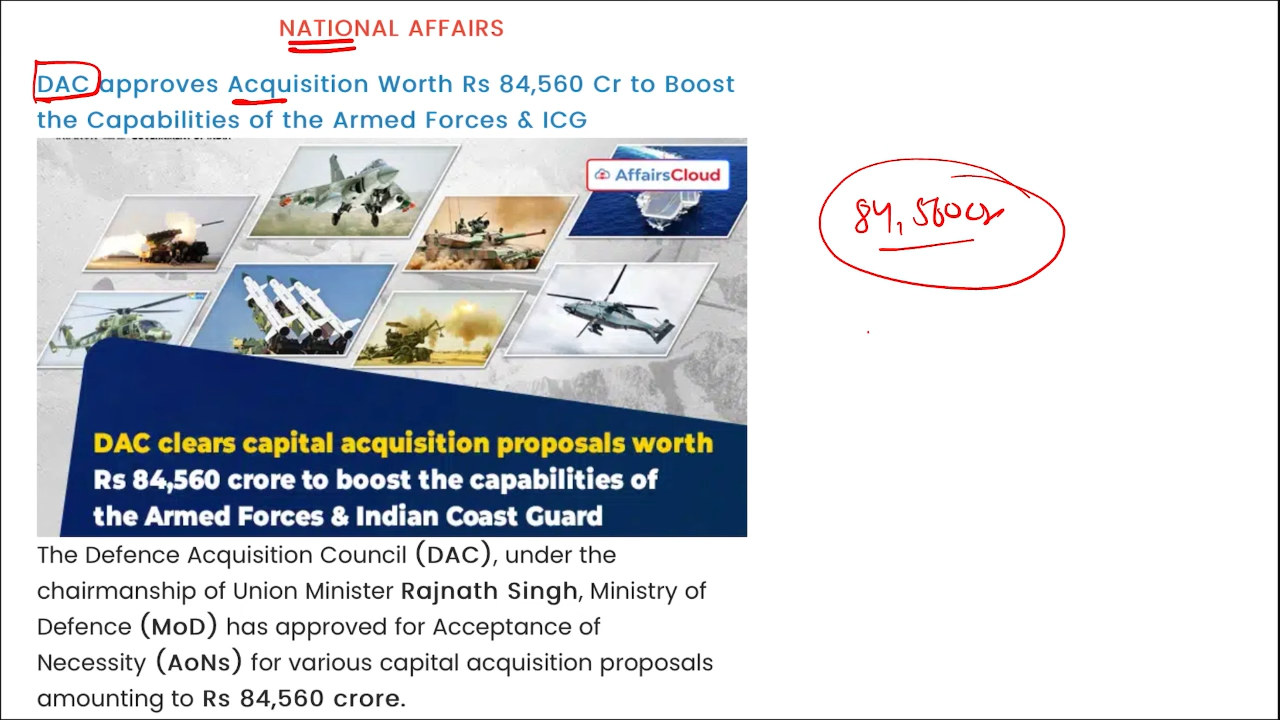 NATIONAL AFFAIRS
DAC approves Acquisition Worth Rs 84,560 Cr to Boost
the Capabilities of the Armed Forces & ICG
AffairsCloud
84,560 cr
DAC clears capital acquisition proposals worth
Rs 84,560 crore to boost the capabilities of
the Armed Forces & Indian Coast Guard
The Defence Acquisition Council (DAC), under the
chairmanship of Union Minister Rajnath Singh, Ministry of
Defence (MoD) has approved for Acceptance of
Necessity (AoNs) for various capital acquisition proposals
amounting to Rs 84,560 crore.